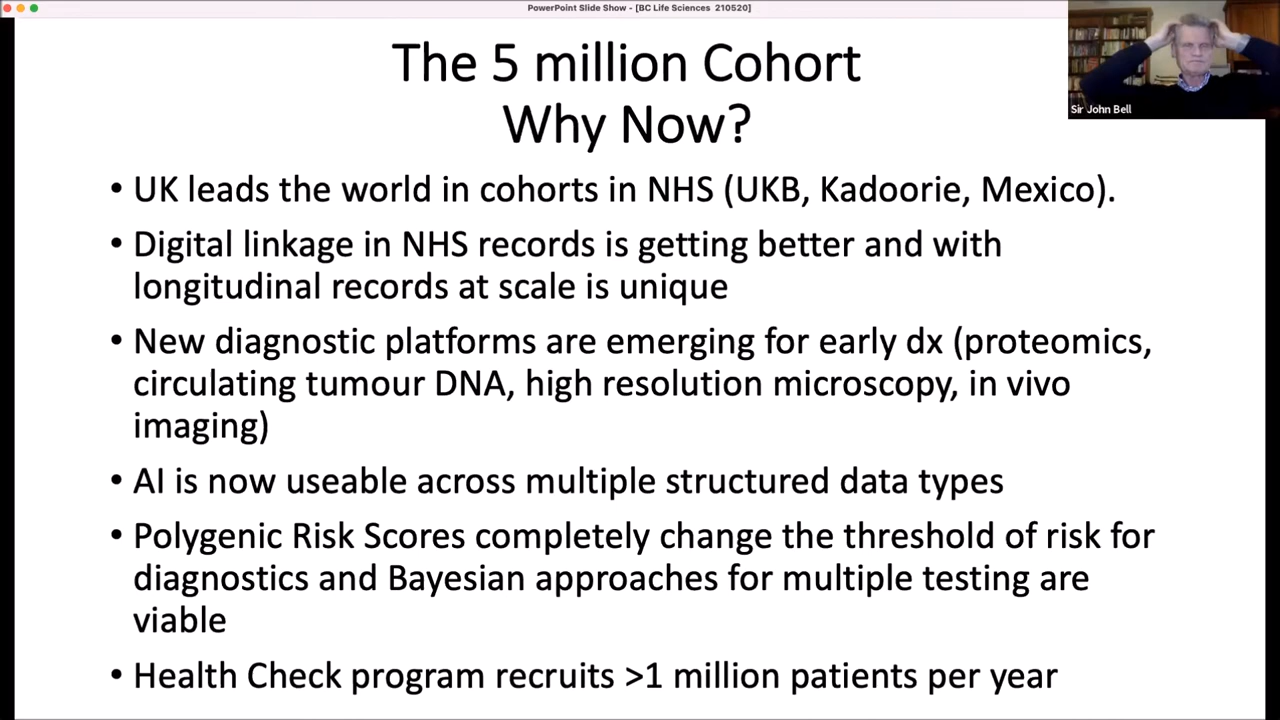 PowerPoint Slide Show - [BC Life Sciences 210520]
The 5 million Cohort
Why Now?
Sir John Bell
• UK leads the world in cohorts in NHS (UKB, Kadoorie, Mexico).
• Digital linkage in NHS records is getting better and with
longitudinal records at scale is unique
• New diagnostic platforms are emerging for early dx (proteomics,
circulating tumour DNA, high resolution microscopy, in vivo
imaging)
• AI is now useable across multiple structured data types
• Polygenic Risk Scores completely change the threshold of risk for
diagnostics and Bayesian approaches for multiple testing are
viable
• Health Check program recruits >1 million patients per year